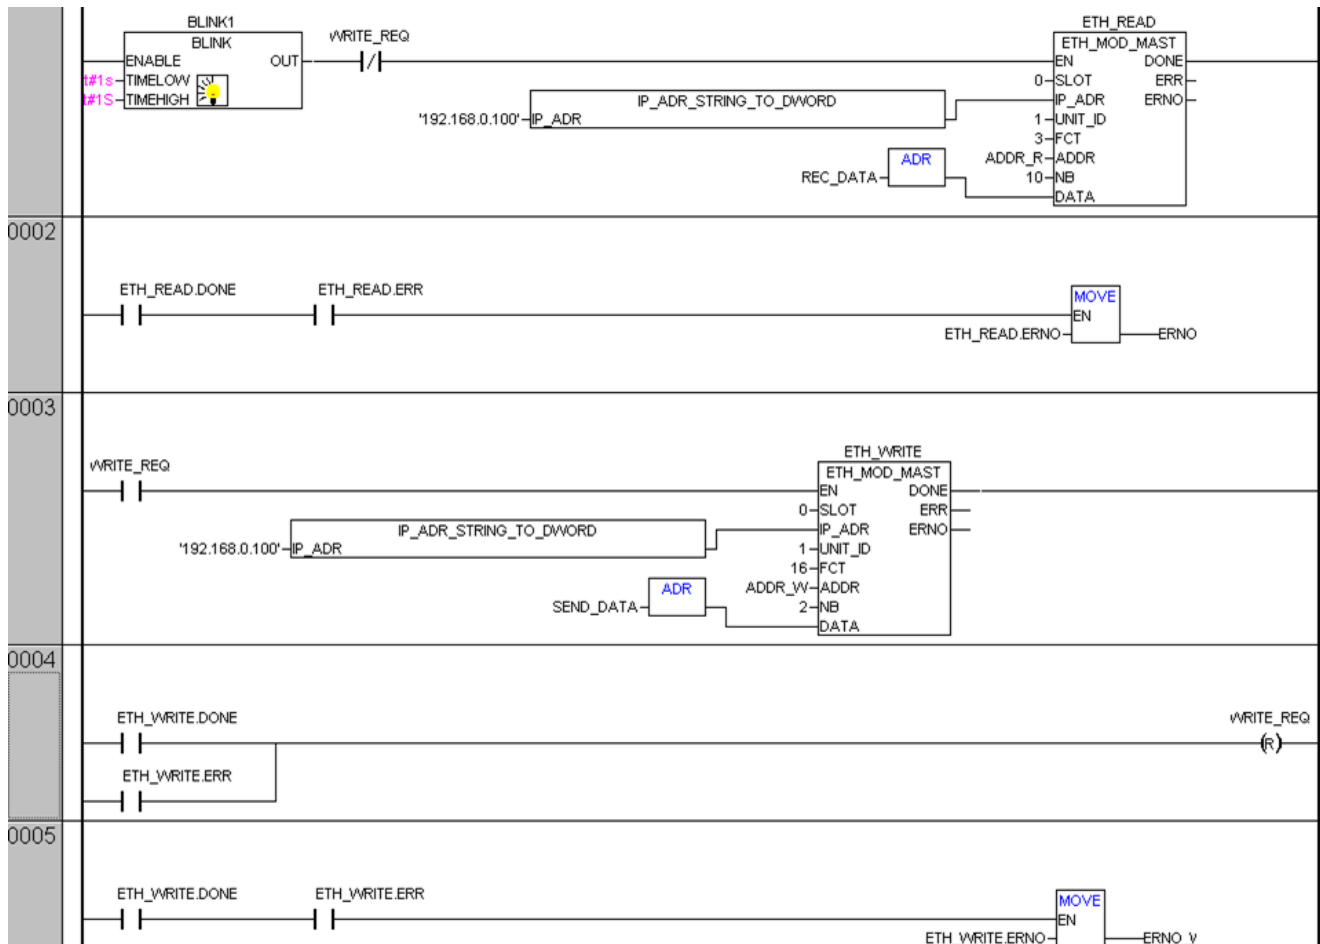 BLINK1
BLINK
ENABLE OUT
t#1s TIMELOW
t#1S TIMEHIGH
WRITE_REQ
ETH_READ
ETH_MOD_MAST
EN DONE
0 SLOT ERR
IP_ADR ERNO
1 UNIT_ID
3 FCT
ADDR_R ADDR
10 NB
DATA
IP_ADR_STRING_TO_DWORD
'192.168.0.100' IP_ADR
ADR
REC_DATA
0002
ETH_READ.DONE ETH_READ.ERR
MOVE
EN
ETH_READ.ERNO ERNO
0003
WRITE_REQ
ETH_WRITE
ETH_MOD_MAST
EN DONE
0 SLOT ERR
IP_ADR ERNO
1 UNIT_ID
16 FCT
ADDR_W ADDR
2 NB
DATA
IP_ADR_STRING_TO_DWORD
'192.168.0.100' IP_ADR
ADR
SEND_DATA
0004
ETH_WRITE.DONE
WRITE_REQ
R
ETH_WRITE.ERR
0005
ETH_WRITE.DONE ETH_WRITE.ERR
MOVE
EN
ETH_WRITE.ERNO